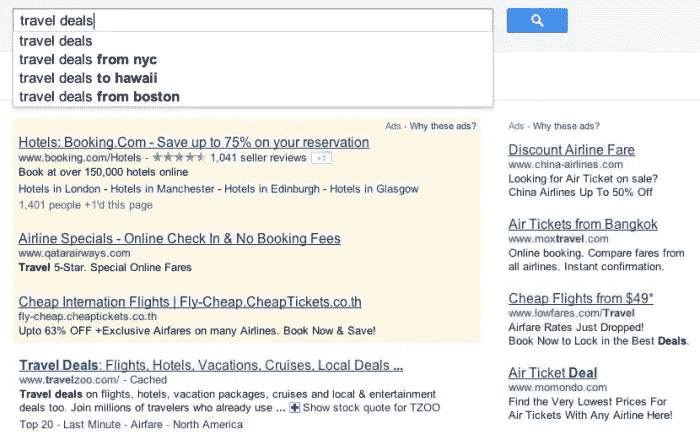 travel deals
travel deals
travel deals from nyc
travel deals to hawaii
travel deals from boston
Ads - Why these ads?
Hotels: Booking.Com - Save up to 75% on your reservation
www.booking.com/Hotels - ★★★★★ 1,041 seller reviews +1
Book at over 150,000 hotels online
Hotels in London - Hotels in Manchester - Hotels in Edinburgh - Hotels in Glasgow
1,401 people +1'd this page
Airline Specials - Online Check In & No Booking Fees
www.qatarairways.com
Travel 5-Star. Special Online Fares
Cheap Internation Flights | Fly-Cheap.CheapTickets.co.th
fly-cheap.cheaptickets.co.th
Upto 63% OFF +Exclusive Airfares on many Airlines. Book Now & Save!
Travel Deals: Flights, Hotels, Vacations, Cruises, Local Deals ...
www.travelzoo.com/ - Cached
Travel deals on flights, hotels, vacation packages, cruises and local & entertainment
deals too. Join millions of travelers who already use ... Show stock quote for TZOO
Top 20 - Last Minute - Airfare - North America
Ads - Why these ads?
Discount Airline Fare
www.china-airlines.com
Looking for Air Ticket on sale?
China Airlines Up To 50% Off
Air Tickets from Bangkok
www.moxtravel.com
Online booking. Compare fares from
all airlines. Instant confirmation.
Cheap Flights from $49*
www.lowfares.com/Travel
Airfare Rates Just Dropped!
Book Now to Lock in the Best Deals.
Air Ticket Deal
www.momondo.com
Find the Very Lowest Prices For
Air Tickets With Any Airline Here!